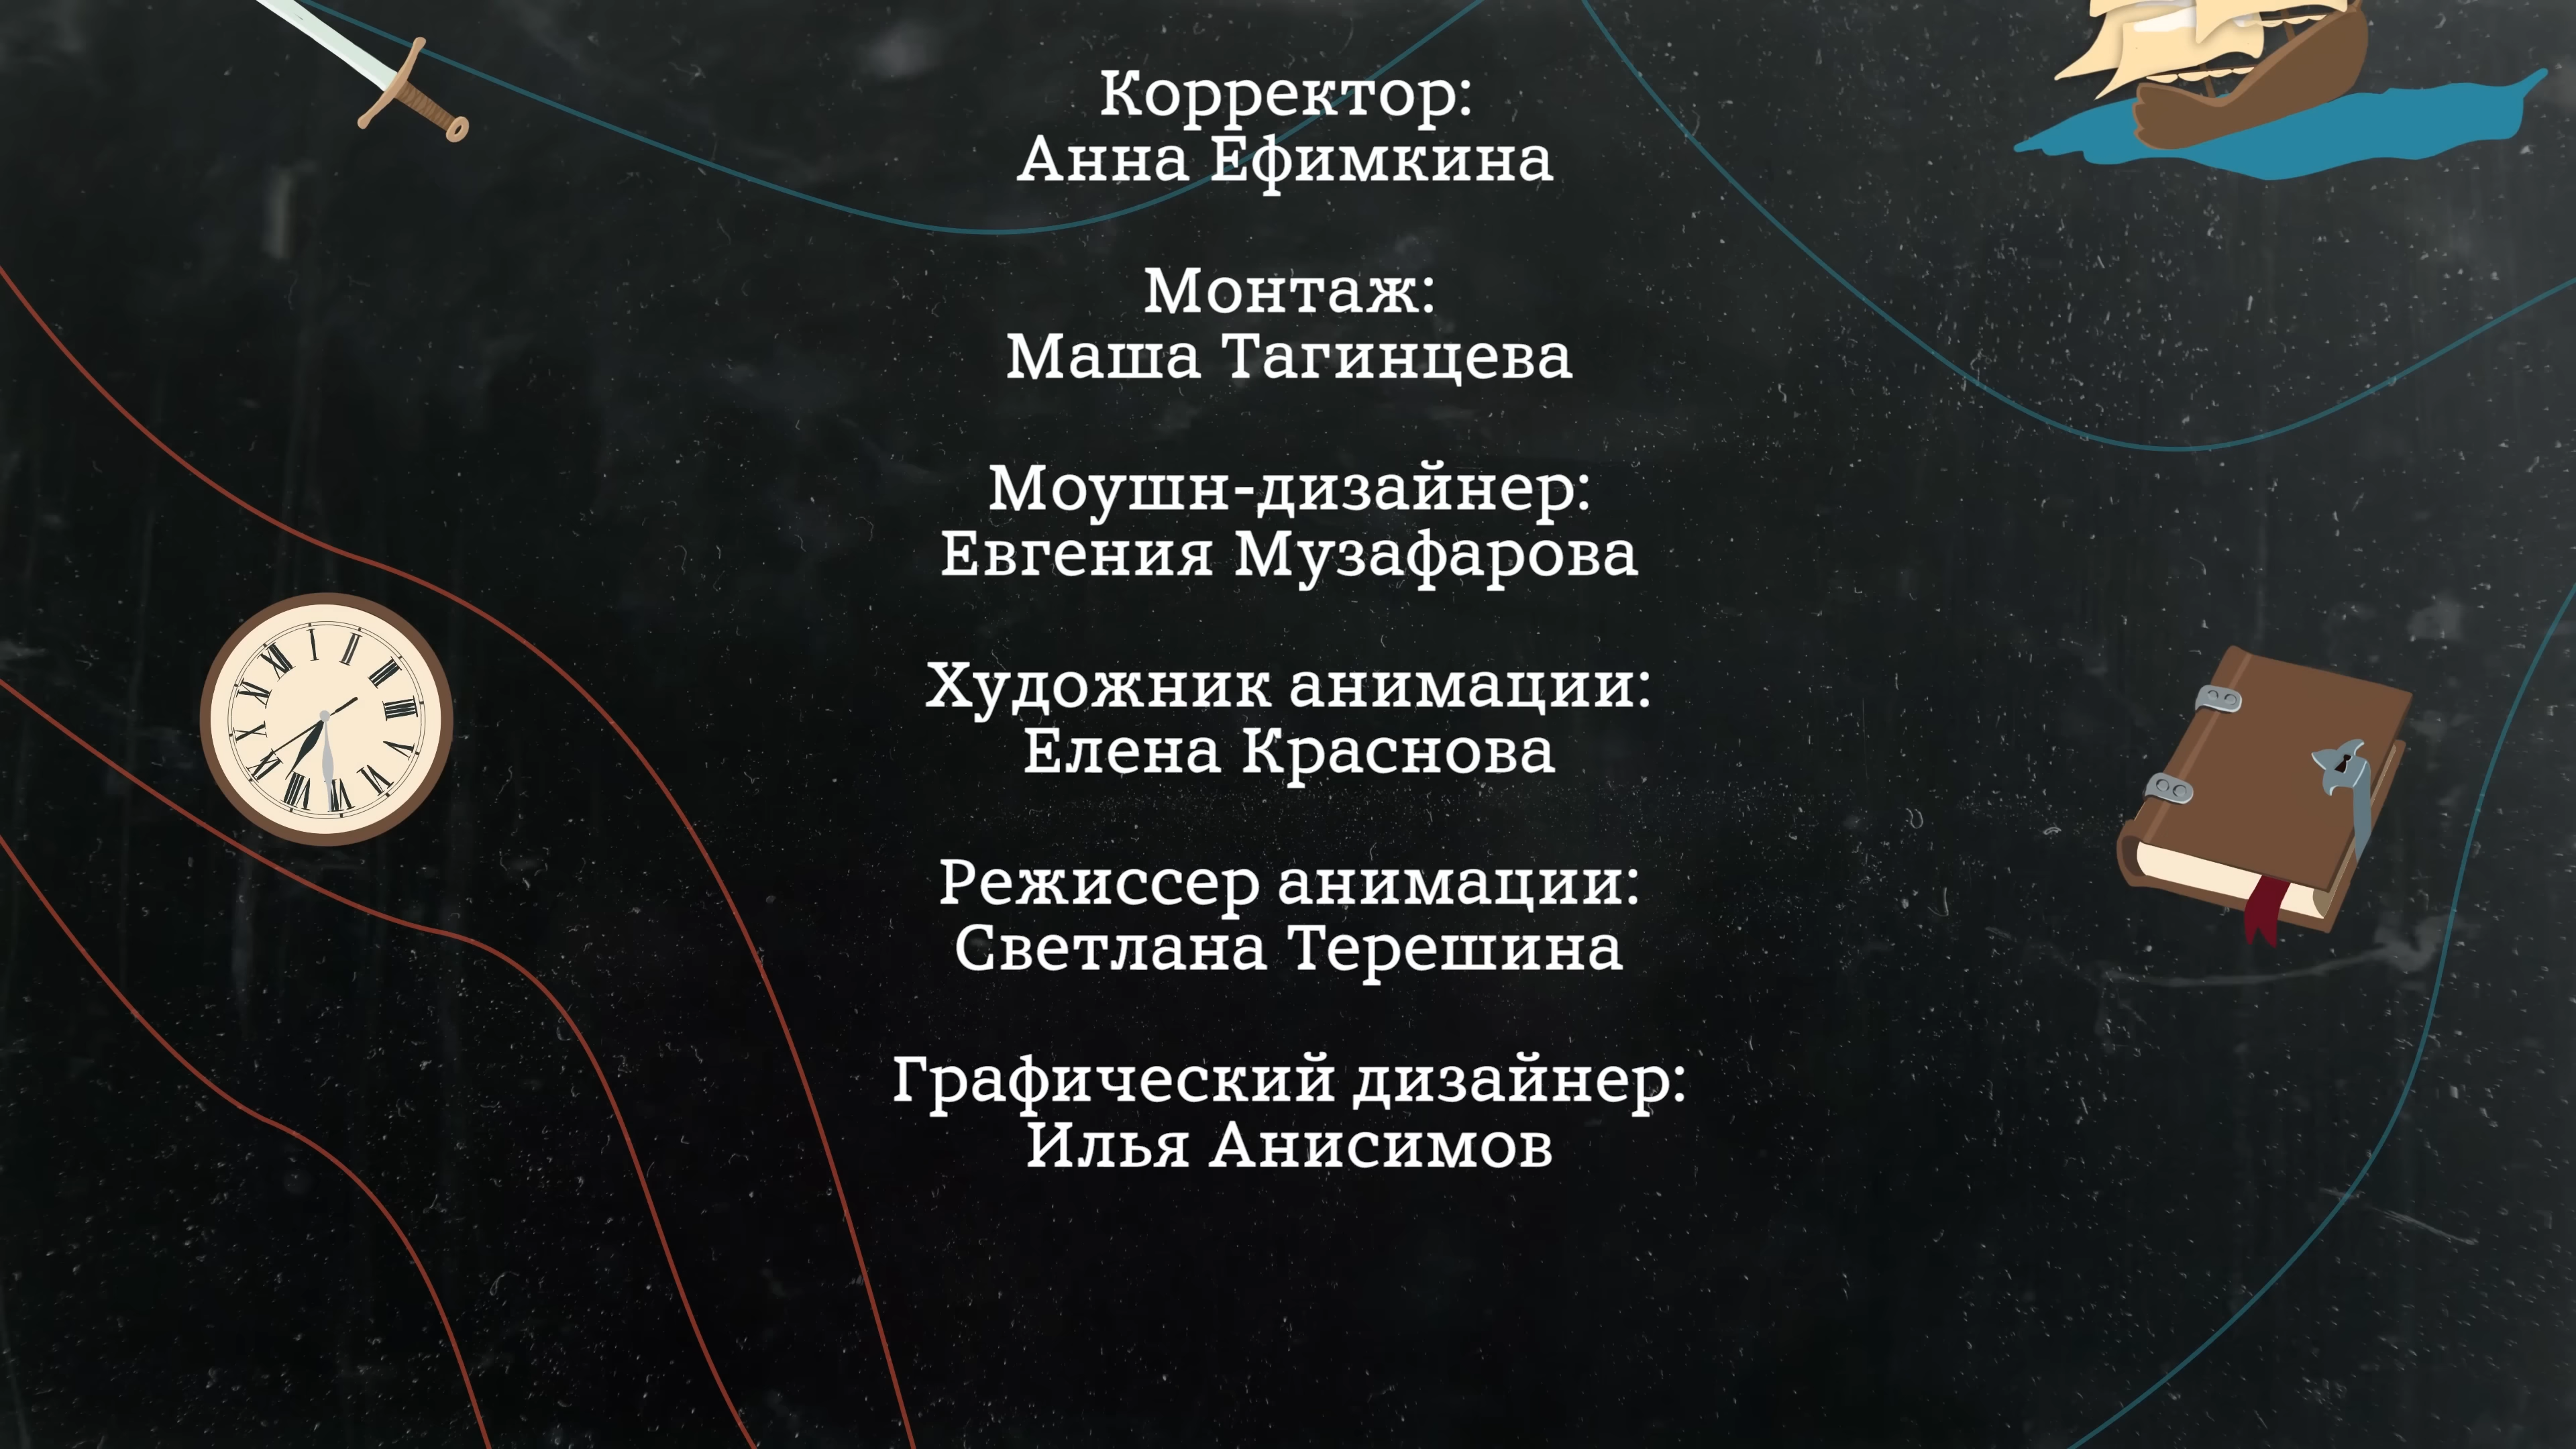 Корректор:
Анна Ефимкина
Монтаж:
Маша Тагинцева
Моушн-дизайнер:
Евгения Музафарова
Художник анимации:
Елена Краснова
Режиссер анимации:
Светлана Терешина
Графический дизайнер:
Илья Анисимов